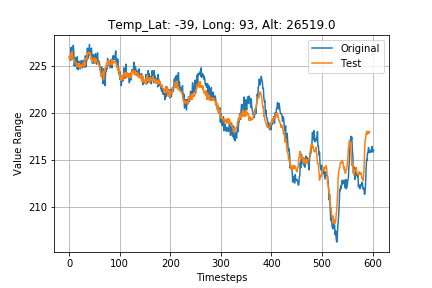 Temp_Lat: -39, Long: 93, Alt: 26519.0
Original
Test
225
220
215
210
Value Range
0 100 200 300 400 500 600
Timesteps